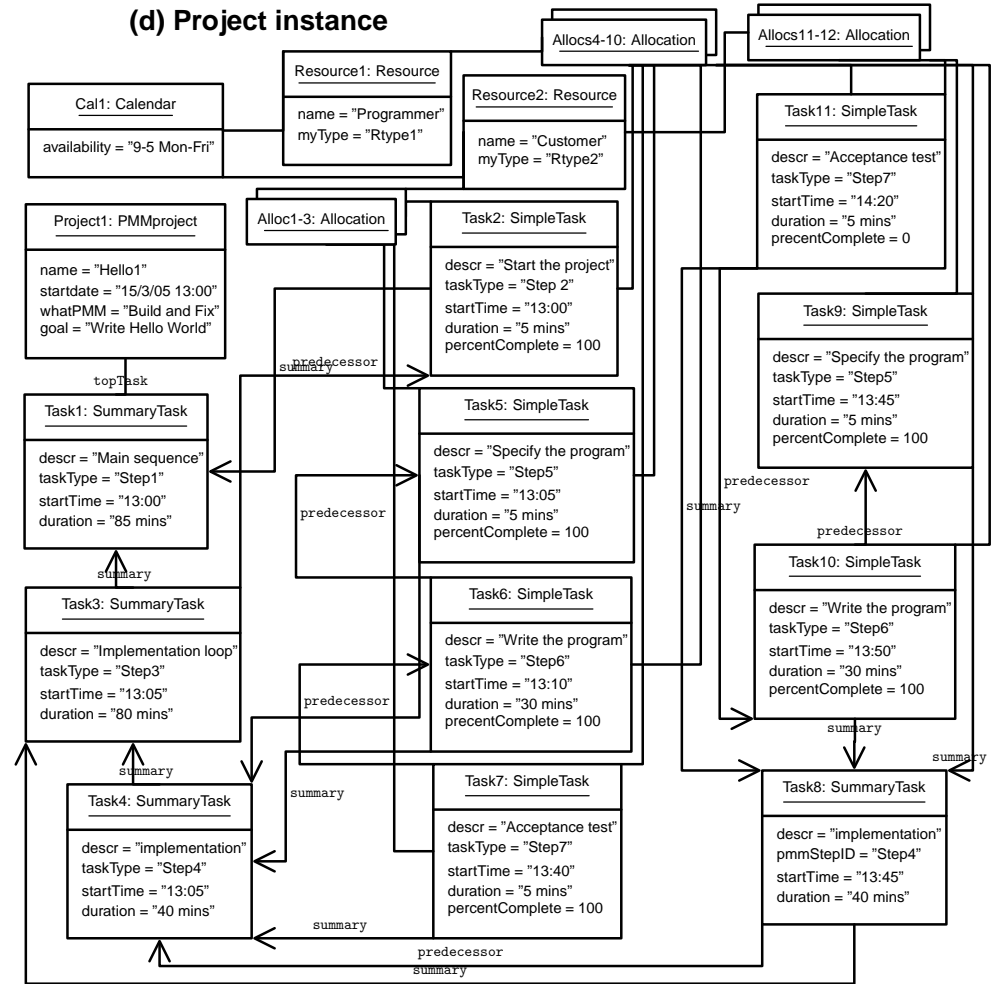 (d) Project instance
Allocs4-10: Allocation
Allocs11-12: Allocation
Cal1: Calendar
availability = ”9-5 Mon-Fri”
Resource1: Resource
name = ”Programmer”
myType = ”Rtype1”
Resource2: Resource
name = ”Customer”
myType = ”Rtype2”
Alloc1-3: Allocation
Project1: PMMproject
name = ”Hello1”
startdate = ”15/3/05 13:00”
whatPMM = ”Build and Fix”
goal = ”Write Hello World”
topTask
Task1: SummaryTask
descr = ”Main sequence”
taskType = ”Step1”
startTime = ”13:00”
duration = ”85 mins”
summary
Task3: SummaryTask
descr = ”Implementation loop”
taskType = ”Step3”
startTime = ”13:05”
duration = ”80 mins”
summary
Task4: SummaryTask
descr = ”implementation”
taskType = ”Step4”
startTime = ”13:05”
duration = ”40 mins”
Task2: SimpleTask
descr = ”Start the project”
taskType = ”Step 2”
startTime = ”13:00”
duration = ”5 mins”
percentComplete = 100
predecessor
summary
Task5: SimpleTask
descr = ”Specify the program”
taskType = ”Step5”
startTime = ”13:05”
duration = ”5 mins”
percentComplete = 100
predecessor
Task6: SimpleTask
descr = ”Write the program”
taskType = ”Step6”
startTime = ”13:10”
duration = ”30 mins”
precentComplete = 100
predecessor
summary
Task7: SimpleTask
descr = ”Acceptance test”
taskType = ”Step7”
startTime = ”13:40”
duration = ”5 mins”
percentComplete = 100
summary
predecessor
summary
Task11: SimpleTask
descr = ”Acceptance test”
taskType = ”Step7”
startTime = ”14:20”
duration = ”5 mins”
precentComplete = 0
Task9: SimpleTask
descr = ”Specify the program”
taskType = ”Step5”
startTime = ”13:45”
duration = ”5 mins”
percentComplete = 100
predecessor
summary
predecessor
Task10: SimpleTask
descr = ”Write the program”
taskType = ”Step6”
startTime = ”13:50”
duration = ”30 mins”
percentComplete = 100
summary
summary
Task8: SummaryTask
descr = ”implementation”
pmmStepID = ”Step4”
startTime = ”13:45”
duration = ”40 mins”